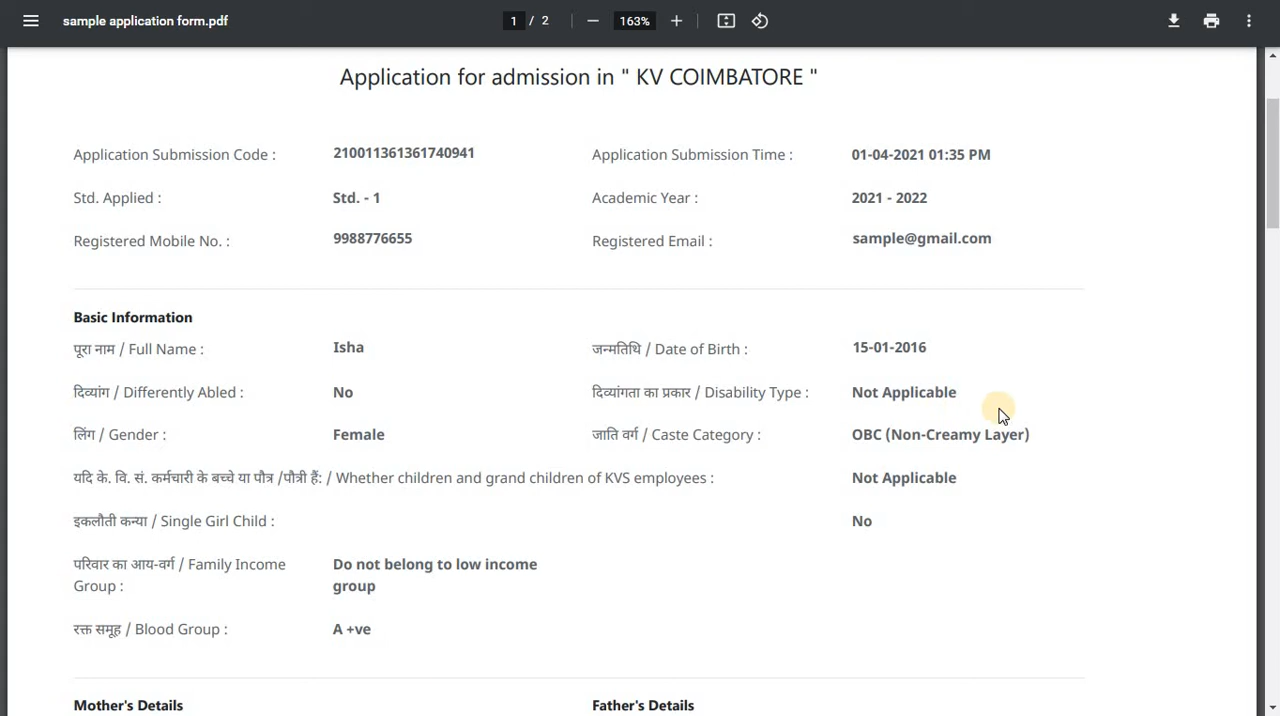 sample application form.pdf
1 / 2
163%
Application for admission in " KV COIMBATORE "
Application Submission Code : 210011361361740941 Application Submission Time : 01-04-2021 01:35 PM
Std. Applied : Std. - 1 Academic Year : 2021 - 2022
Registered Mobile No. : 9988776655 Registered Email : sample@gmail.com
Basic Information
पूरा नाम / Full Name : Isha जन्मतिथि / Date of Birth : 15-01-2016
दिव्यांग / Differently Abled : No दिव्यांगता का प्रकार / Disability Type : Not Applicable
लिंग / Gender : Female जाति वर्ग / Caste Category : OBC (Non-Creamy Layer)
यदि के. वि. सं. कर्मचारी के बच्चे या पौत्र /पौत्री हैं: / Whether children and grand children of KVS employees : Not Applicable
इकलौती कन्या / Single Girl Child : No
परिवार का आय-वर्ग / Family Income Do not belong to low income
Group : group
रक्त समूह / Blood Group : A +ve
Mother's Details Father's Details